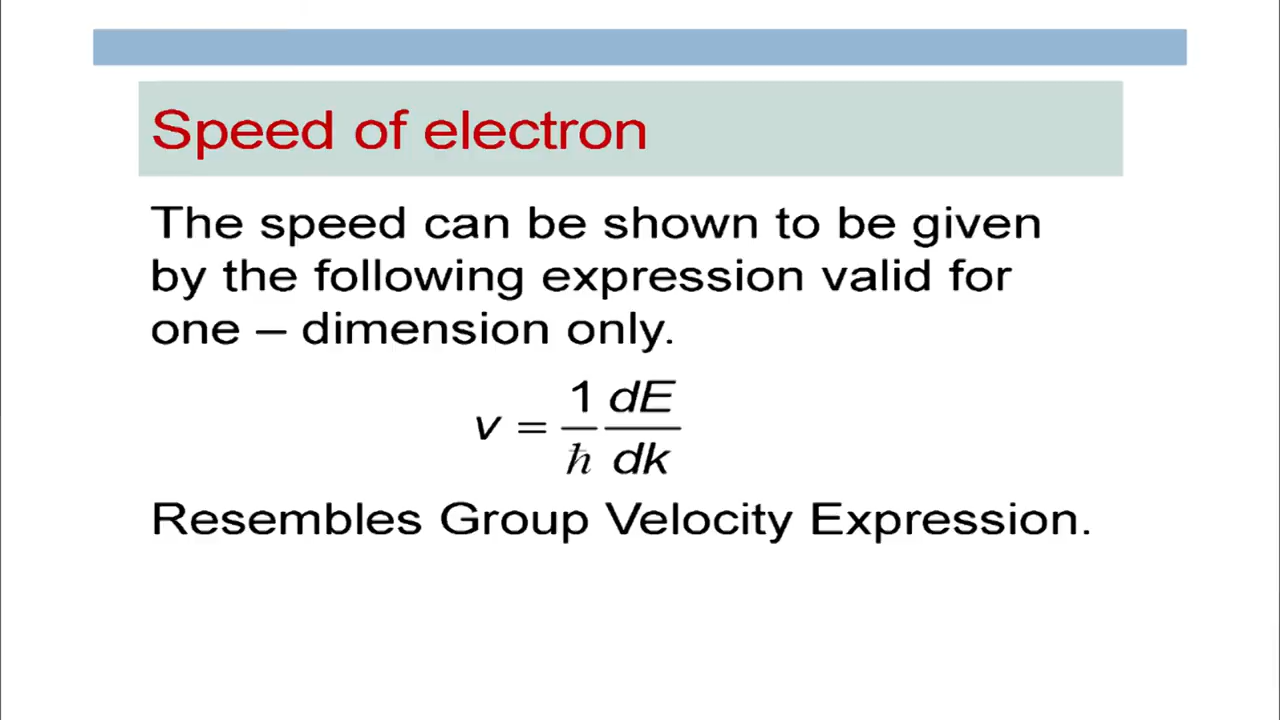 Speed of electron
The speed can be shown to be given
by the following expression valid for
one – dimension only.
v = 1/ħ dE/dk
Resembles Group Velocity Expression.